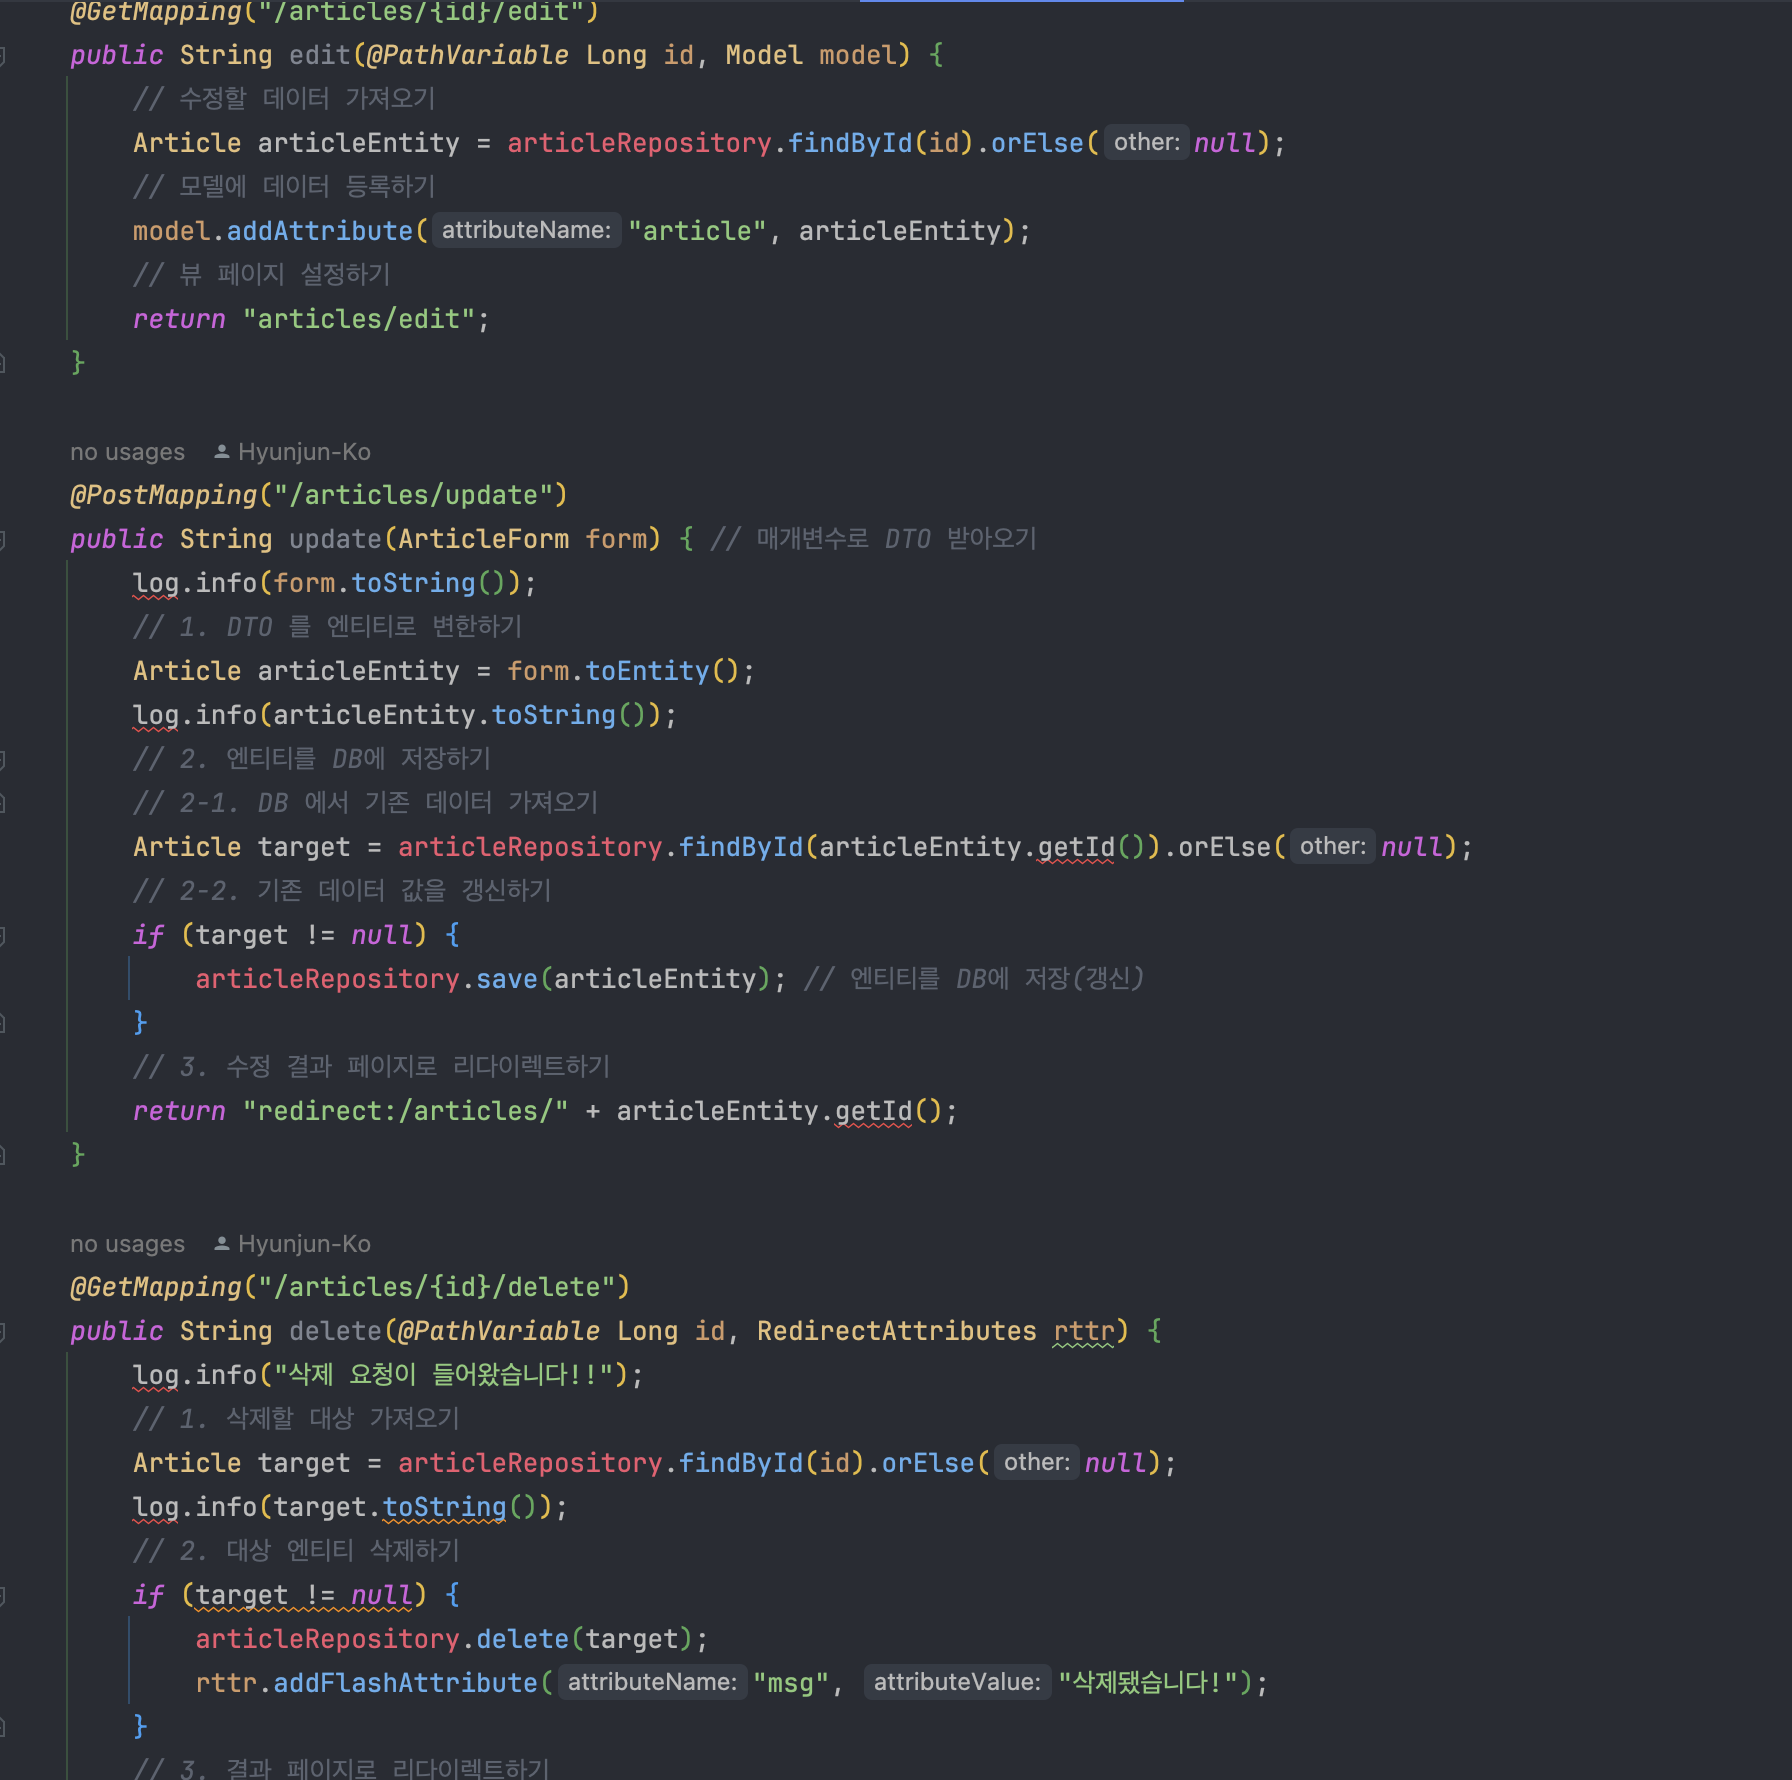 @GetMapping("/articles/{id}/edit")
public String edit(@PathVariable Long id, Model model) {
// 수정할 데이터 가져오기
Article articleEntity = articleRepository.findById(id).orElse( other: null);
// 모델에 데이터 등록하기
model.addAttribute( attributeName: "article", articleEntity);
// 뷰 페이지 설정하기
return "articles/edit";
}
no usages Hyunjun-Ko
@PostMapping("/articles/update")
public String update(ArticleForm form) { // 매개변수로 DTO 받아오기
log.info(form.toString());
// 1. DTO 를 엔티티로 변한하기
Article articleEntity = form.toEntity();
log.info(articleEntity.toString());
// 2. 엔티티를 DB에 저장하기
// 2-1. DB 에서 기존 데이터 가져오기
Article target = articleRepository.findById(articleEntity.getId()).orElse( other: null);
// 2-2. 기존 데이터 값을 갱신하기
if (target != null) {
articleRepository.save(articleEntity); // 엔티티를 DB에 저장(갱신)
}
// 3. 수정 결과 페이지로 리다이렉트하기
return "redirect:/articles/" + articleEntity.getId();
}
no usages Hyunjun-Ko
@GetMapping("/articles/{id}/delete")
public String delete(@PathVariable Long id, RedirectAttributes rttr) {
log.info("삭제 요청이 들어왔습니다!!");
// 1. 삭제할 대상 가져오기
Article target = articleRepository.findById(id).orElse( other: null);
log.info(target.toString());
// 2. 대상 엔티티 삭제하기
if (target != null) {
articleRepository.delete(target);
rttr.addFlashAttribute( attributeName: "msg", attributeValue: "삭제됐습니다!");
}
// 3. 결과 페이지로 리다이렉트하기